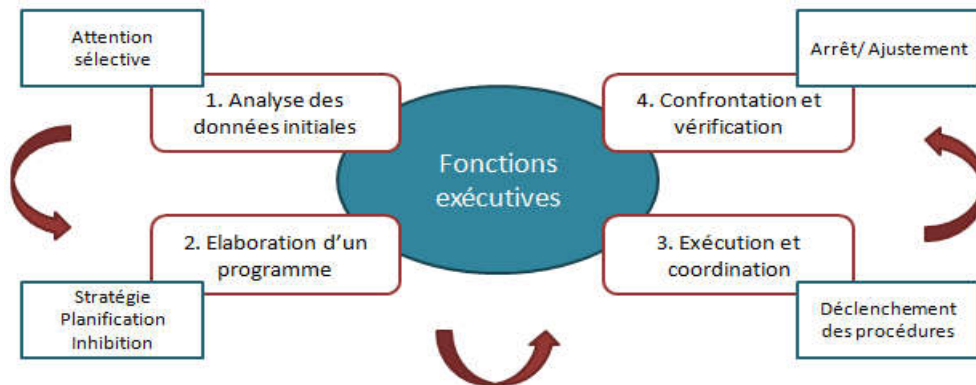 Attention
sélective
1. Analyse des
données initiales
Fonctions
exécutives
4. Confrontation et
vérification
Arrêt/ Ajustement
2. Elaboration d'un
programme
Stratégie
Planification
Inhibition
3. Exécution et
coordination
Déclenchement
des procédures